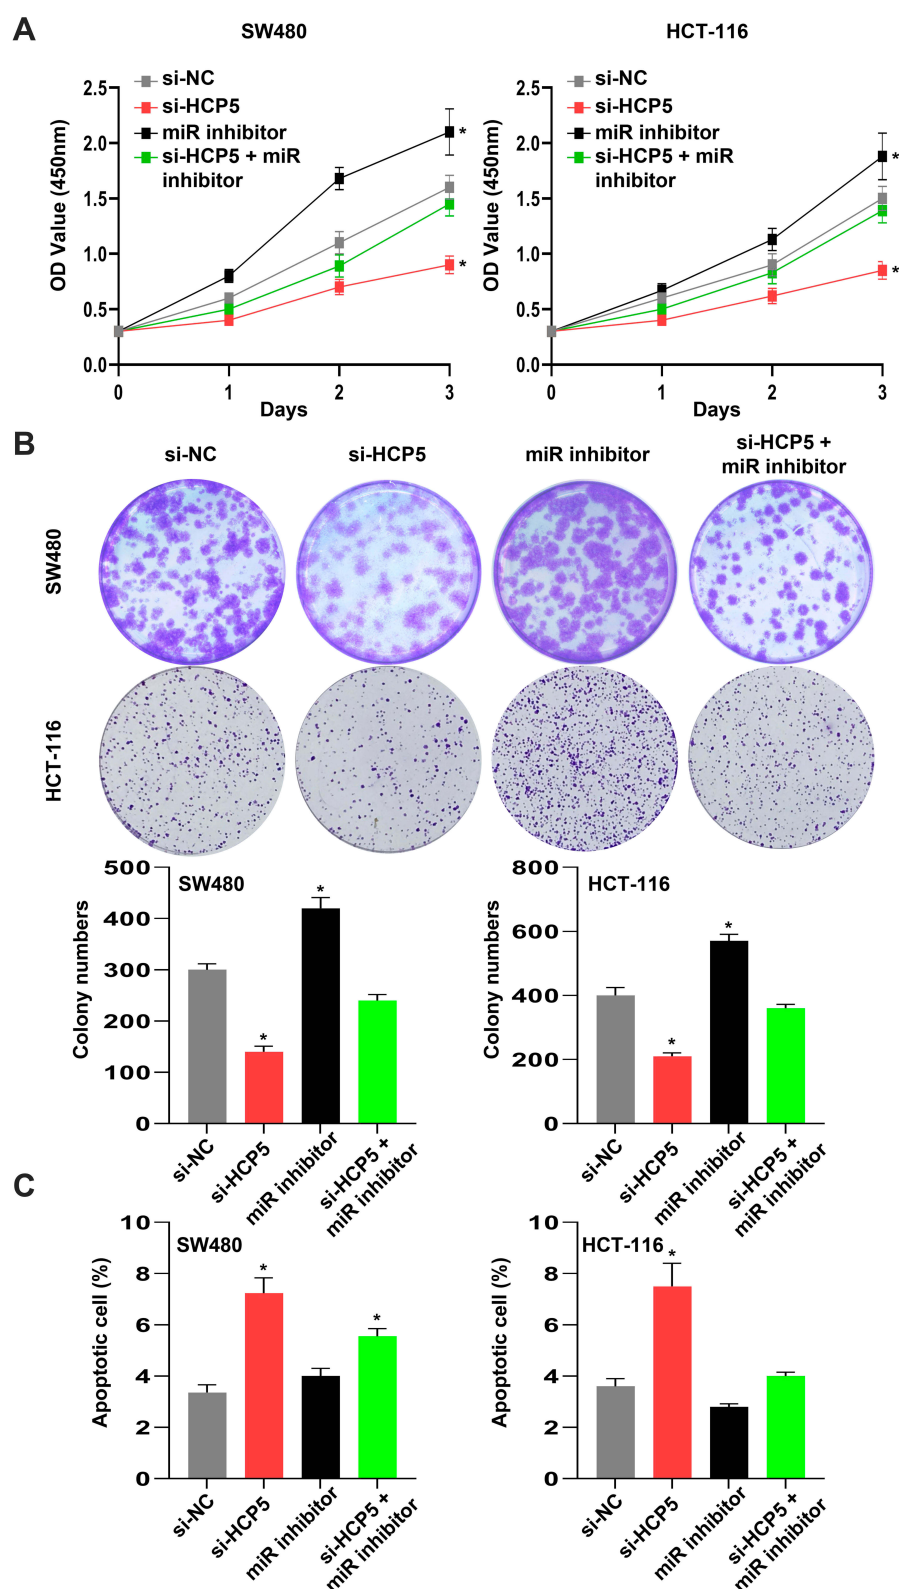 A
SW480
HCT-116
si-NC
si-HCP5
miR inhibitor
si-HCP5 + miR
inhibitor
OD Value (450nm)
2.5
2.0
1.5
1.0
0.5
0.0
*
*
0 1 2 3
Days
si-NC
si-HCP5
miR inhibitor
si-HCP5 + miR
inhibitor
OD Value (450nm)
2.5
2.0
1.5
1.0
0.5
0.0
*
*
0 1 2 3
Days
B
si-NC
si-HCP5
miR inhibitor
si-HCP5 +
miR inhibitor
SW480
HCT-116
SW480
Colony numbers
500
400
300
200
100
0
*
*
si-NC
si-HCP5
miR inhibitor
si-HCP5 +
miR inhibitor
HCT-116
Colony numbers
800
600
400
200
0
*
*
si-NC
si-HCP5
miR inhibitor
si-HCP5 +
miR inhibitor
C
SW480
Apoptotic cell (%)
10
8
6
4
2
0
*
*
si-NC
si-HCP5
miR inhibitor
si-HCP5 +
miR inhibitor
HCT-116
Apoptotic cell (%)
10
8
6
4
2
0
*
si-NC
si-HCP5
miR inhibitor
si-HCP5 +
miR inhibitor